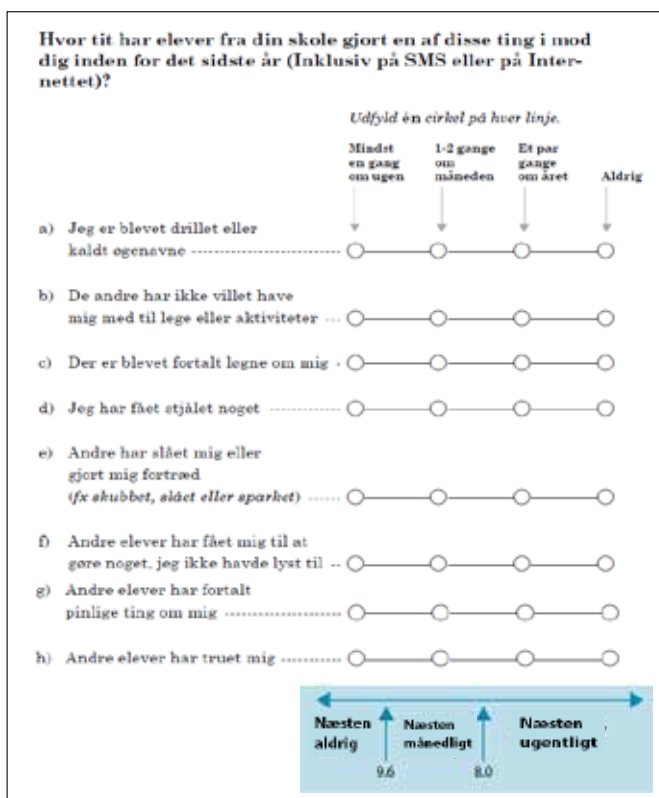 Hvor tit har elever fra din skole gjort en af disse ting i mod
dig inden for det sidste år (Inklusiv på SMS eller på Inter-
nettet)?
Udfyld én cirkel på hver linje.
Mindst en gang om ugen
1-2 gange om måneden
Et par gange om året
Aldrig
a) Jeg er blevet drillet eller
kaldt øgenavne
b) De andre har ikke villet have
mig med til lege eller aktiviteter
c) Der er blevet fortalt løgne om mig
d) Jeg har fået stjålet noget
e) Andre har slået mig eller
gjort mig fortræd
(fx skubbet, slået eller sparket)
f) Andre elever har fået mig til at
gøre noget, jeg ikke havde lyst til
g) Andre elever har fortalt
pinlige ting om mig
h) Andre elever har truet mig
Næsten aldrig
Næsten månedligt
Næsten ugentligt
9.6
8.0